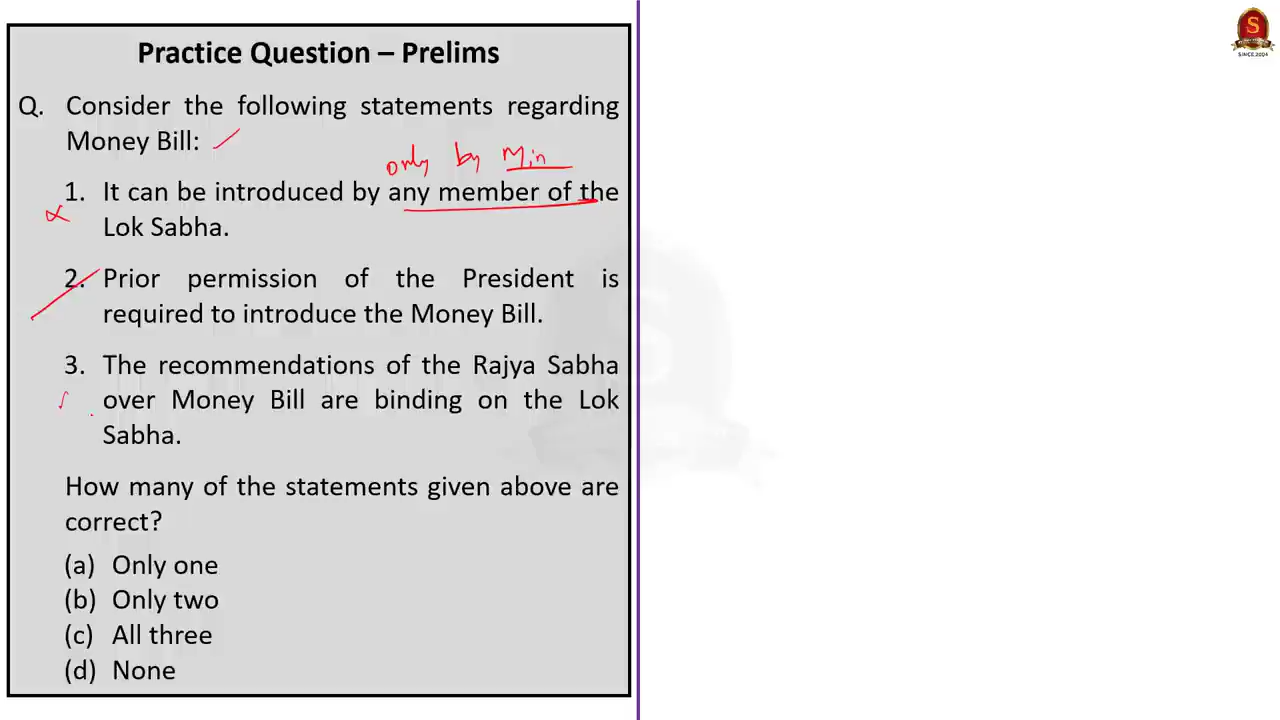 Practice Question – Prelims
S
SINCE 2004
Q. Consider the following statements regarding
Money Bill:
only by Min
1. It can be introduced by any member of the
Lok Sabha.
2. Prior permission of the President is
required to introduce the Money Bill.
3. The recommendations of the Rajya Sabha
over Money Bill are binding on the Lok
Sabha.
How many of the statements given above are
correct?
(a) Only one
(b) Only two
(c) All three
(d) None